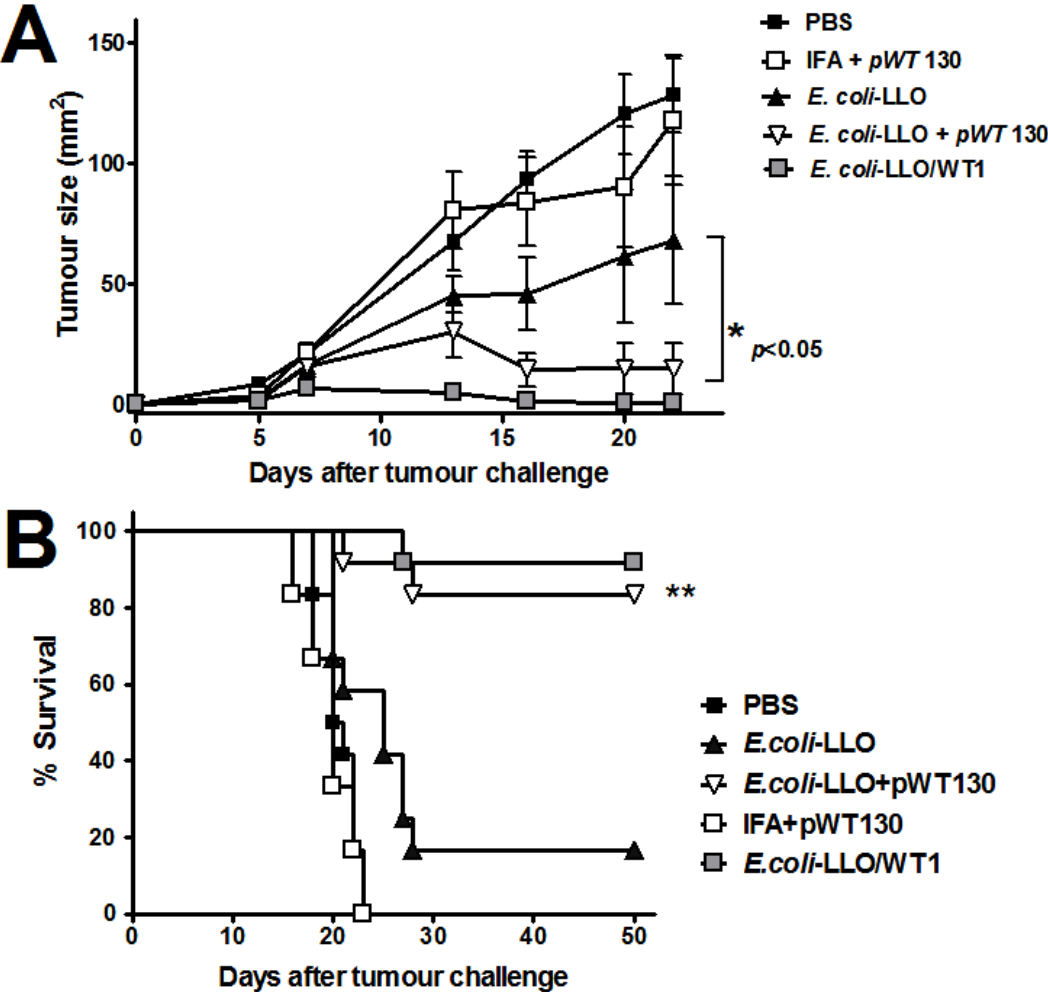 A
150
100
50
0
Tumour size (mm²)
0 5 10 15 20
Days after tumour challenge
PBS
IFA + pWT 130
E. coli-LLO
E. coli-LLO + pWT 130
E. coli-LLO/WT1
* p<0.05
B
100
80
60
40
20
0
% Survival
0 10 20 30 40 50
Days after tumour challenge
**
PBS
E.coli-LLO
E.coli-LLO+pWT130
IFA+pWT130
E.coli-LLO/WT1